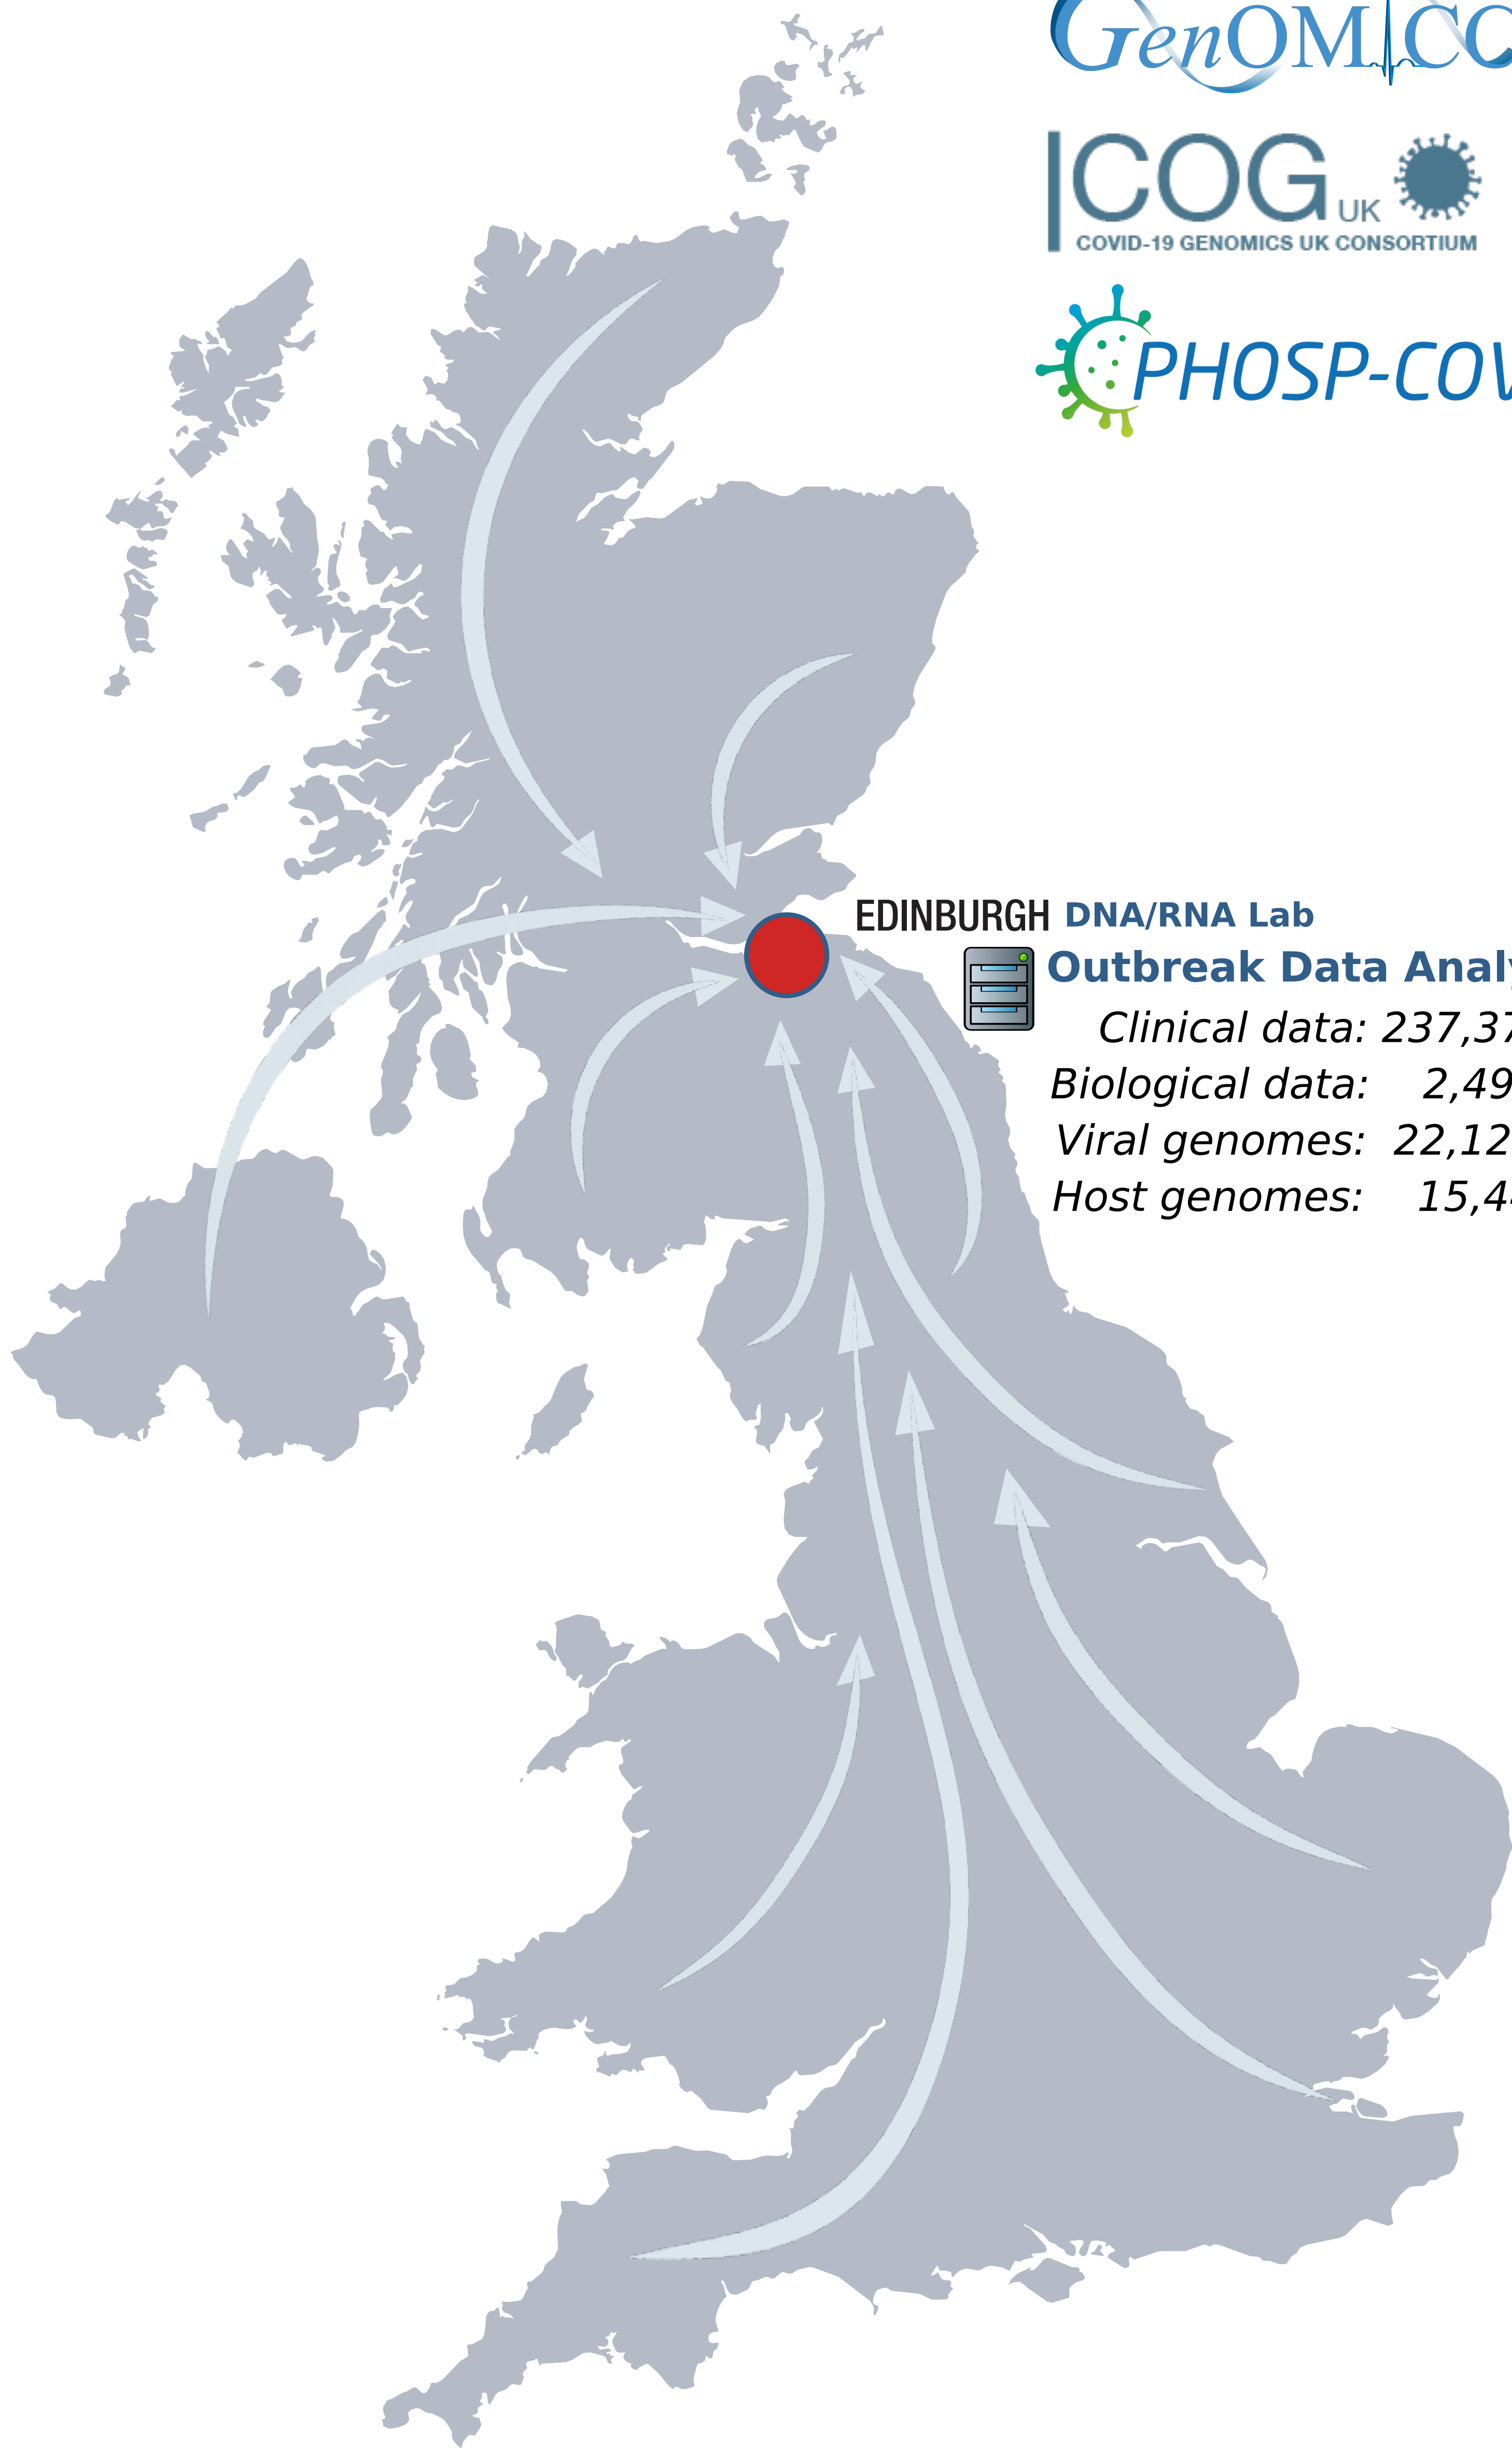 GenOMICC
COG UK
COVID-19 GENOMICS UK CONSORTIUM
PHOSP-COV
EDINBURGH DNA/RNA Lab
Outbreak Data Analy
Clinical data: 237,37
Biological data: 2,49
Viral genomes: 22,12
Host genomes: 15,4